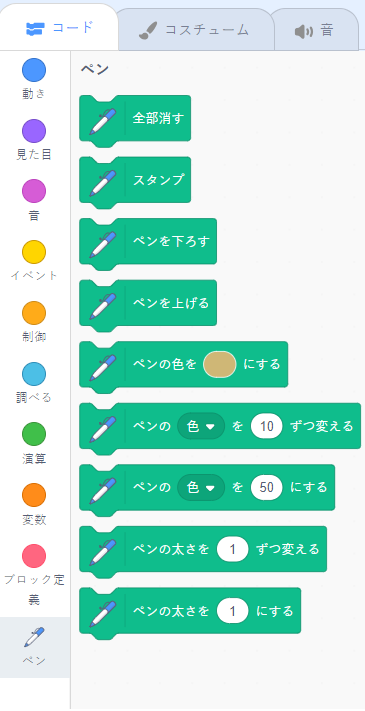 コード
コスチューム
音
動き
見た目
音
イベント
制御
調べる
演算
変数
ブロック定
義
ペン
ペン
全部消す
スタンプ
ペンを下ろす
ペンを上げる
ペンの色を にする
ペンの 色 を 10 ずつ変える
ペンの 色 を 50 にする
ペンの太さを 1 ずつ変える
ペンの太さを 1 にする